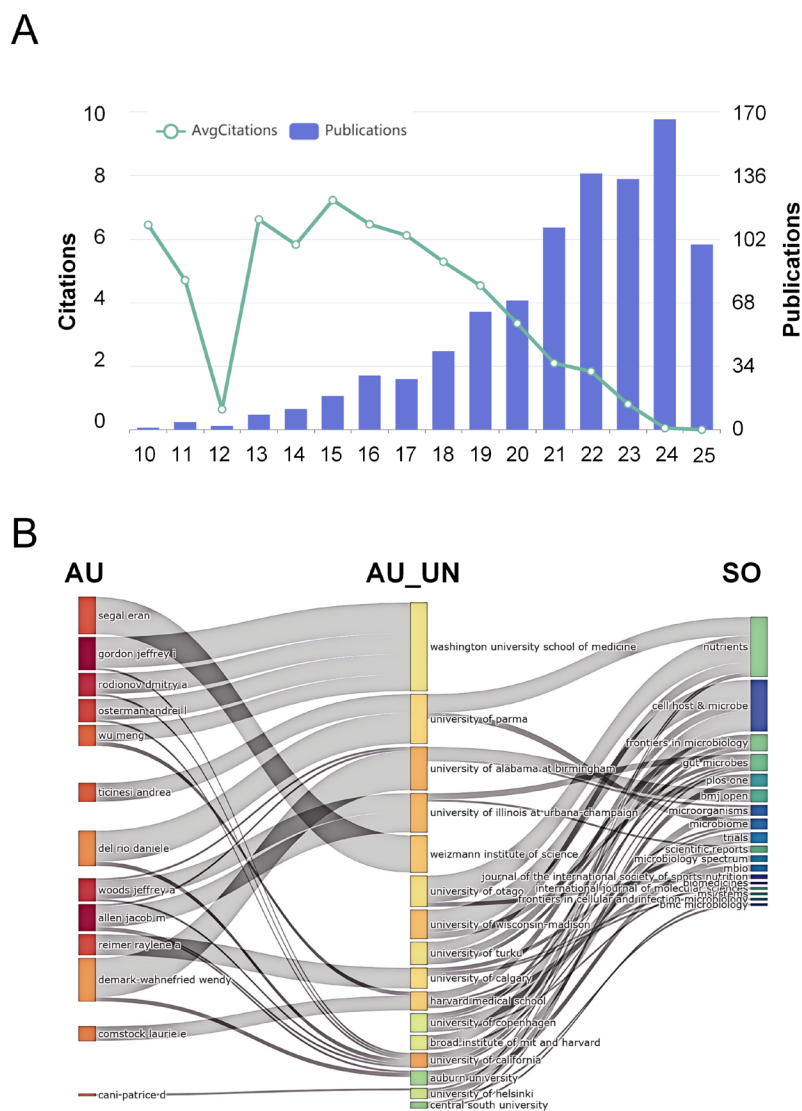 A
10
170
AvgCitations
Publications
8
136
6
102
Citations
Publications
4
68
2
34
0
0
10 11 12 13 14 15 16 17 18 19 20 21 22 23 24 25
B
AU
AU_UN
SO
segal eran
gordon jeffrey i
rodionov dmitry a
osterman andrei l
wu meng
ticinesi andrea
del rio daniele
woods jeffrey a
allen jacob m
reimer raylene a
demark-wahnefried wendy
comstock laurie e
cani patrice d
washington university school of medicine
university of parma
university of alabama at birmingham
university of illinois at urbana-champaign
weizmann institute of science
university of otago
university of wisconsin-madison
university of turku
university of calgary
harvard medical school
university of copenhagen
broad institute of mit and harvard
university of california
auburn university
university of helsinki
central south university
nutrients
cell host & microbe
frontiers in microbiology
gut microbes
plos one
bmj open
microorganisms
microbiome
trials
scientific reports
microbiology spectrum
mbio
journal of the international society of sports nutrition
biomedicines
international journal of molecular sciences
msystems
frontiers in cellular and infection microbiology
bmc microbiology